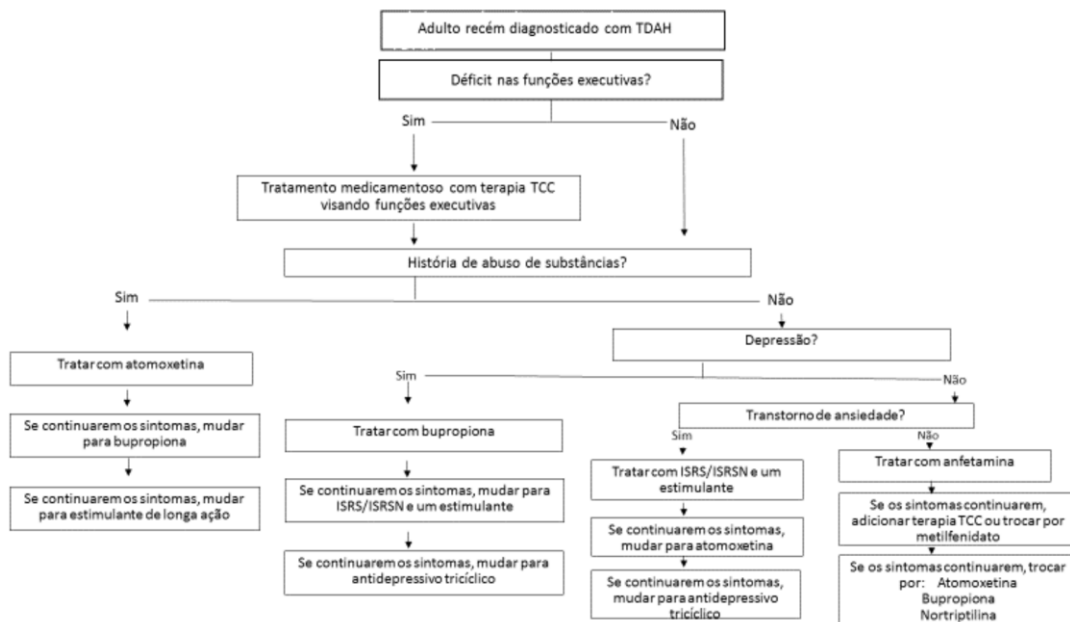 Adulto recém diagnosticado com TDAH
Déficit nas funções executivas?
Sim
Não
Tratamento medicamentoso com terapia TCC
visando funções executivas
História de abuso de substâncias?
Sim
Não
Depressão?
Tratar com atomoxetina
Sim
Não
Se continuarem os sintomas, mudar
para bupropiona
Tratar com bupropiona
Transtorno de ansiedade?
Sim
Não
Se continuarem os sintomas, mudar
para estimulante de longa ação
Se continuarem os sintomas, mudar para
ISRS/ISRSN e um estimulante
Tratar com ISRS/ISRSN e um
estimulante
Tratar com anfetamina
Se continuarem os sintomas, mudar para
antidepressivo tricíclico
Se continuarem os sintomas,
mudar para atomoxetina
Se os sintomas continuarem,
adicionar terapia TCC ou trocar por
metilfenidato
Se continuarem os sintomas,
mudar para antidepressivo
tricíclico
Se os sintomas continuarem, trocar
por: Atomoxetina
Bupropiona
Nortriptilina